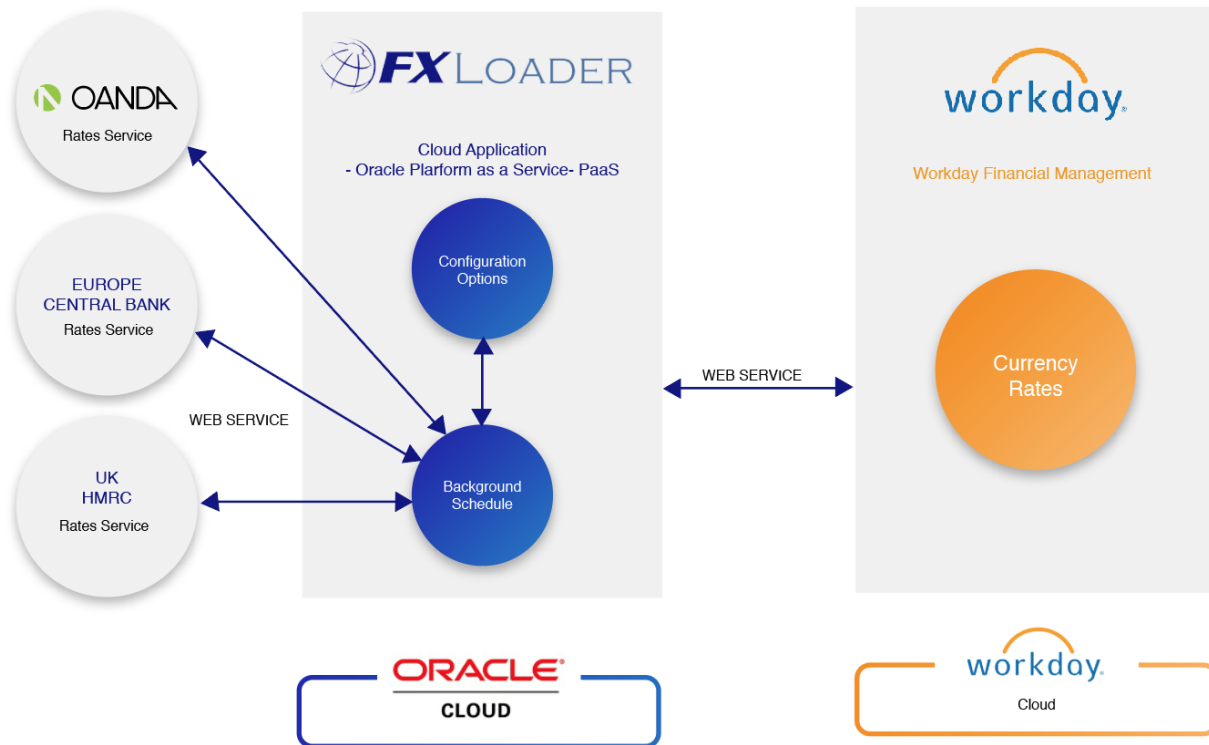 OANDA
Rates Service
EUROPE
CENTRAL BANK
Rates Service
WEB SERVICE
UK
HMRC
Rates Service
FX LOADER
Cloud Application
- Oracle Plarform as a Service- PaaS
Configuration
Options
Background
Schedule
WEB SERVICE
workday®
Workday Financial Management
Currency
Rates
ORACLE®
CLOUD
workday®
Cloud